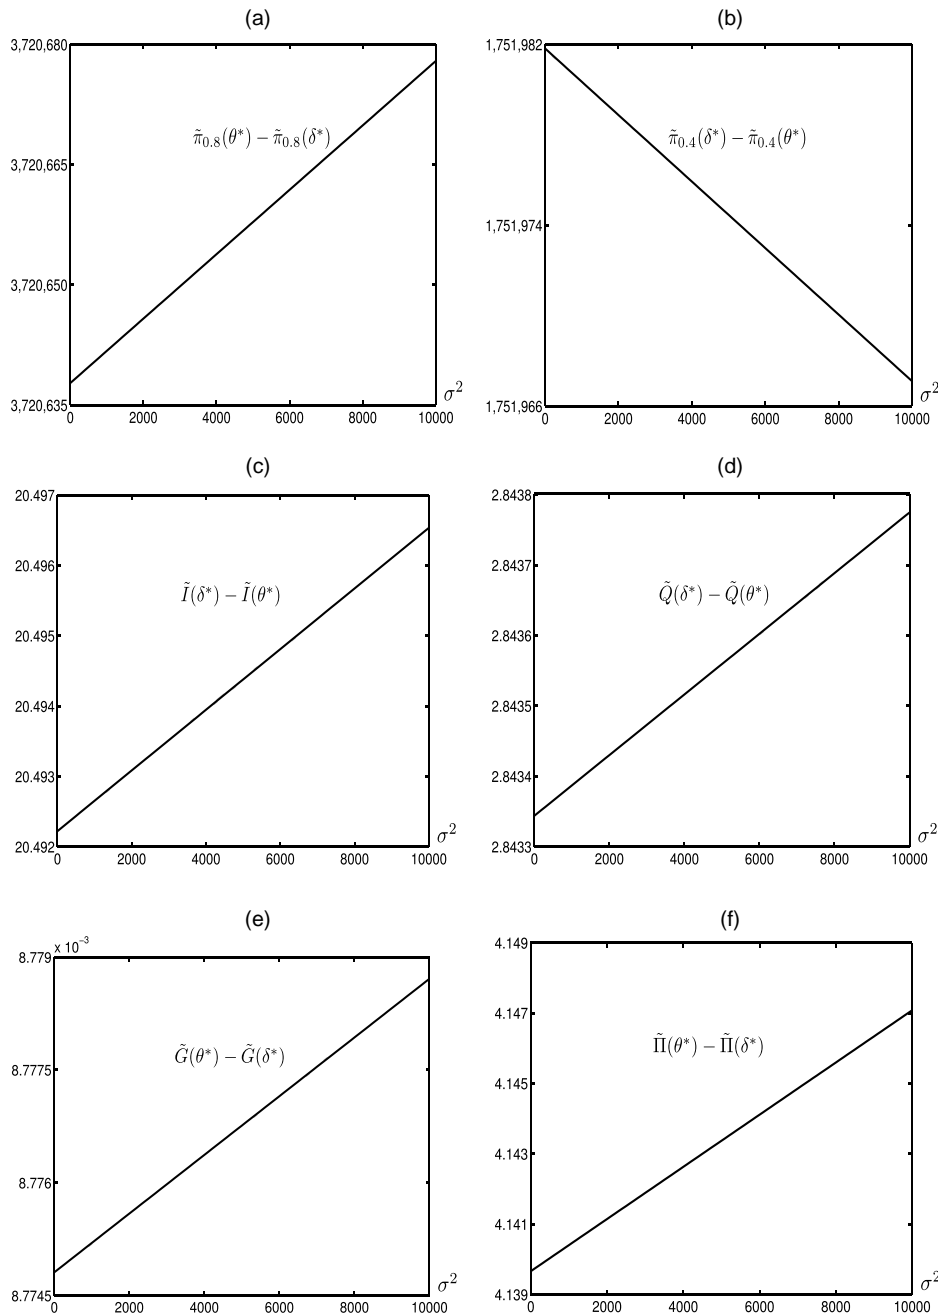 (a)
3,720,680
3,720,665
3,720,650
3,720,635
π̃₀.₈(θ*) − π̃₀.₈(δ*)
0 2000 4000 6000 8000 10000
σ²
(b)
1,751,982
1,751,974
1,751,966
π̃₀.₄(δ*) − π̃₀.₄(θ*)
0 2000 4000 6000 8000 10000
σ²
(c)
20.497
20.496
20.495
20.494
20.493
20.492
Ĩ(δ*) − Ĩ(θ*)
0 2000 4000 6000 8000 10000
σ²
(d)
2.8438
2.8437
2.8436
2.8435
2.8434
2.8433
Q̃(δ*) − Q̃(θ*)
0 2000 4000 6000 8000 10000
σ²
(e)
x 10⁻³
8.779
8.7775
8.776
8.7745
G̃(θ*) − G̃(δ*)
0 2000 4000 6000 8000 10000
σ²
(f)
4.149
4.147
4.145
4.143
4.141
4.139
Π̃(θ*) − Π̃(δ*)
0 2000 4000 6000 8000 10000
σ²